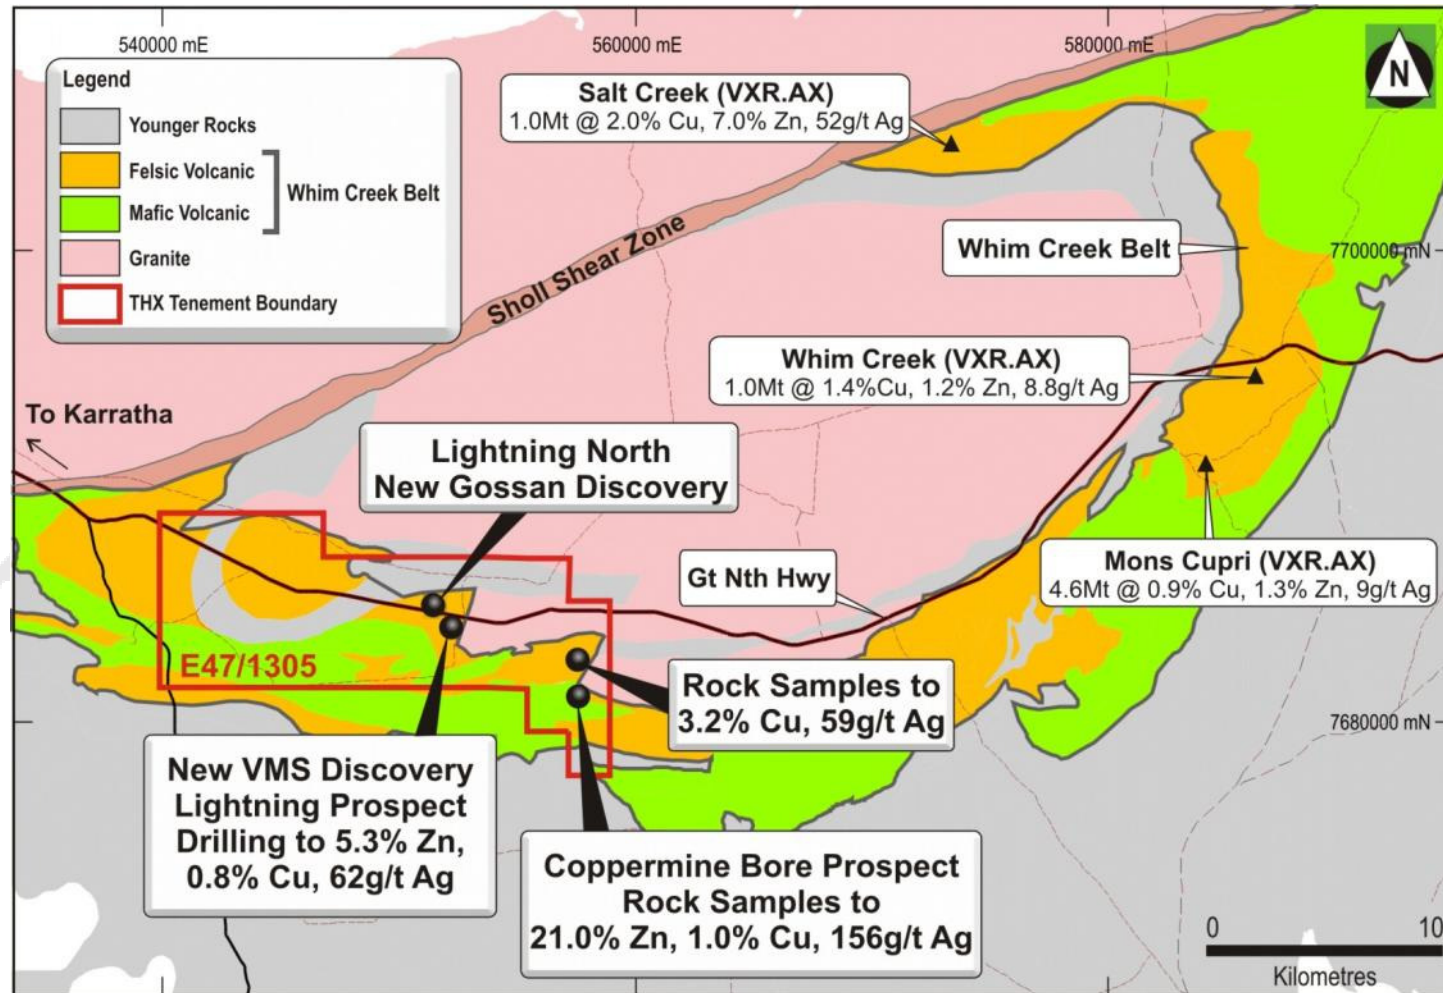 540000 mE
560000 mE
580000 mE
N
Legend
Younger Rocks
Felsic Volcanic
Mafic Volcanic
Whim Creek Belt
Granite
THX Tenement Boundary
Salt Creek (VXR.AX)
1.0Mt @ 2.0% Cu, 7.0% Zn, 52g/t Ag
Sholl Shear Zone
Whim Creek Belt
7700000 mN
Whim Creek (VXR.AX)
1.0Mt @ 1.4%Cu, 1.2% Zn, 8.8g/t Ag
To Karratha
Lightning North
New Gossan Discovery
Gt Nth Hwy
Mons Cupri (VXR.AX)
4.6Mt @ 0.9% Cu, 1.3% Zn, 9g/t Ag
E47/1305
Rock Samples to
3.2% Cu, 59g/t Ag
7680000 mN
New VMS Discovery
Lightning Prospect
Drilling to 5.3% Zn,
0.8% Cu, 62g/t Ag
Coppermine Bore Prospect
Rock Samples to
21.0% Zn, 1.0% Cu, 156g/t Ag
0
10
Kilometres